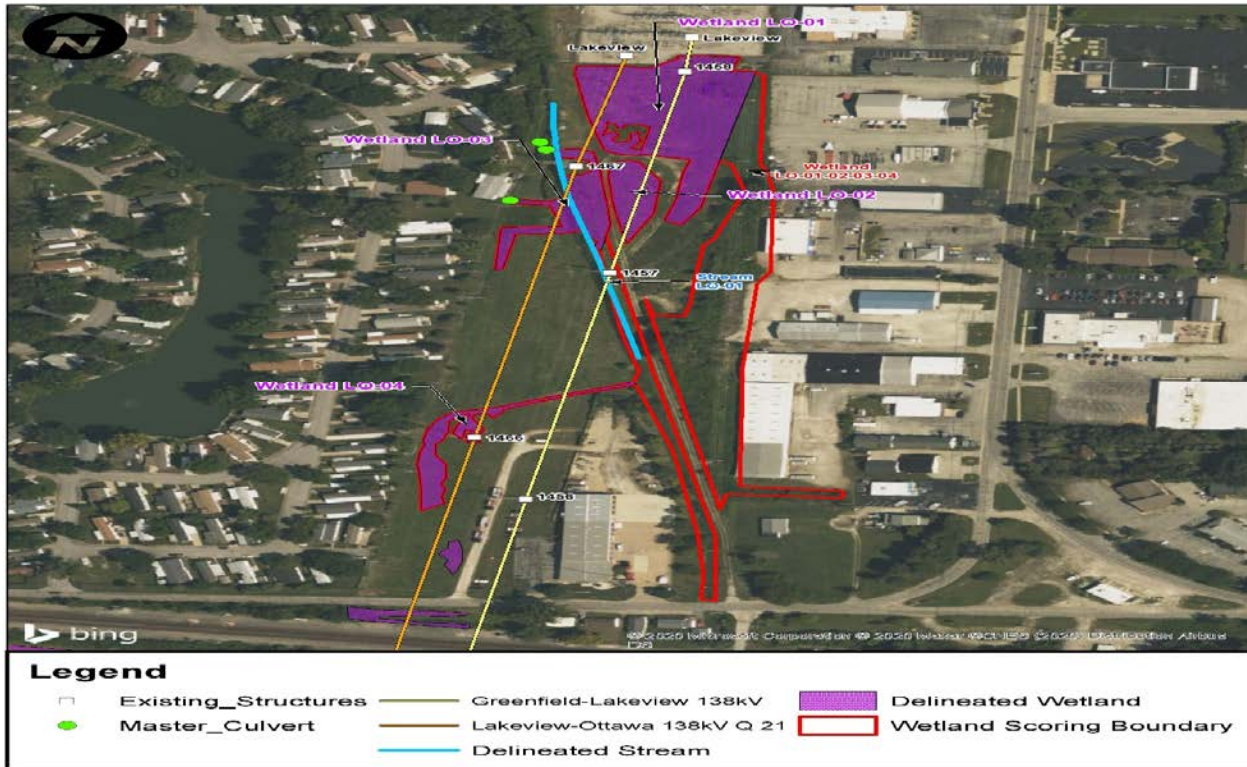 N
Wetland LO-01
Lakeview
Lakeview
1459
Wetland LO-03
1457
Wetland
LO-01-02-03-04
Wetland LO-02
1457
Stream
LO-01
Wetland LO-04
1456
1458
bing
Legend
Existing_Structures
Greenfield-Lakeview 138kV
Delineated Wetland
Master_Culvert
Lakeview-Ottawa 138kV Q 21
Wetland Scoring Boundary
Delineated Stream